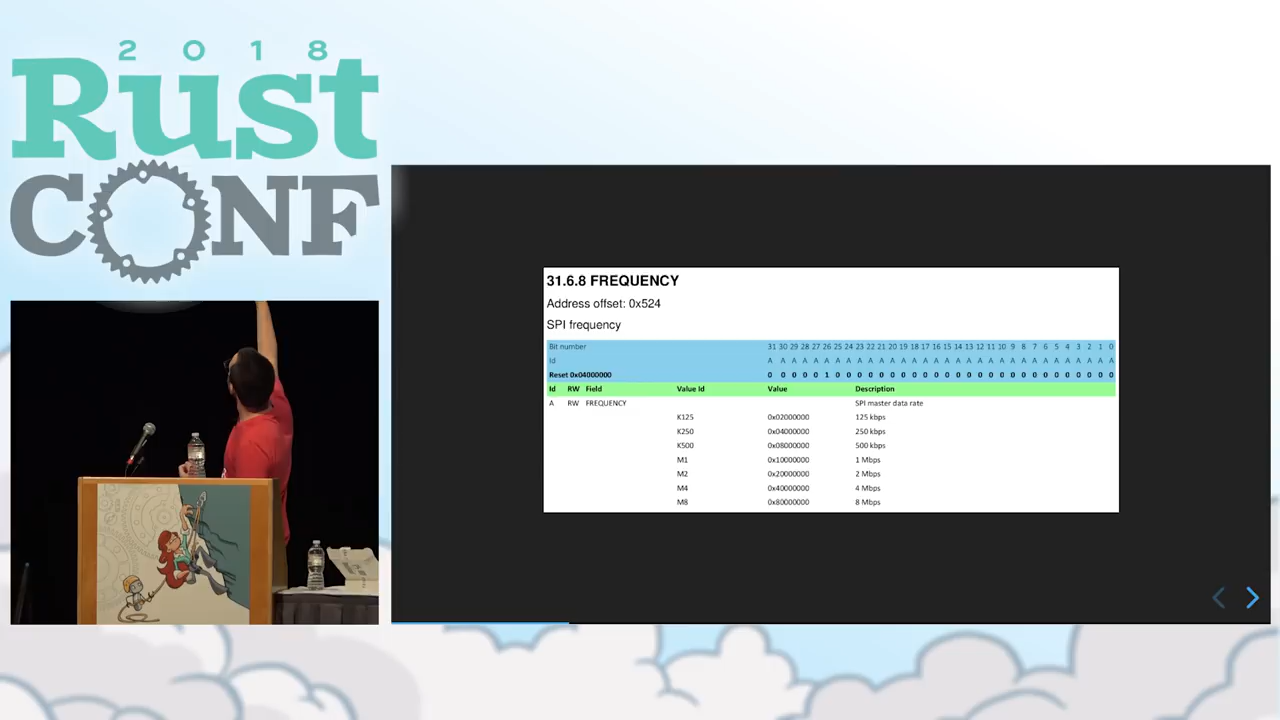 2018
Rust
CONF
31.6.8 FREQUENCY
Address offset: 0x524
SPI frequency
Bit number 31 30 29 28 27 26 25 24 23 22 21 20 19 18 17 16 15 14 13 12 11 10 9 8 7 6 5 4 3 2 1 0
Id A A A A A A A A A A A A A A A A A A A A A A A A A A A A A A A A
Reset 0x04000000 0 0 0 0 0 1 0 0 0 0 0 0 0 0 0 0 0 0 0 0 0 0 0 0 0 0 0 0 0 0 0 0
Id RW Field Value Id Value Description
A RW FREQUENCY SPI master data rate
K125 0x02000000 125 kbps
K250 0x04000000 250 kbps
K500 0x08000000 500 kbps
M1 0x10000000 1 Mbps
M2 0x20000000 2 Mbps
M4 0x40000000 4 Mbps
M8 0x80000000 8 Mbps